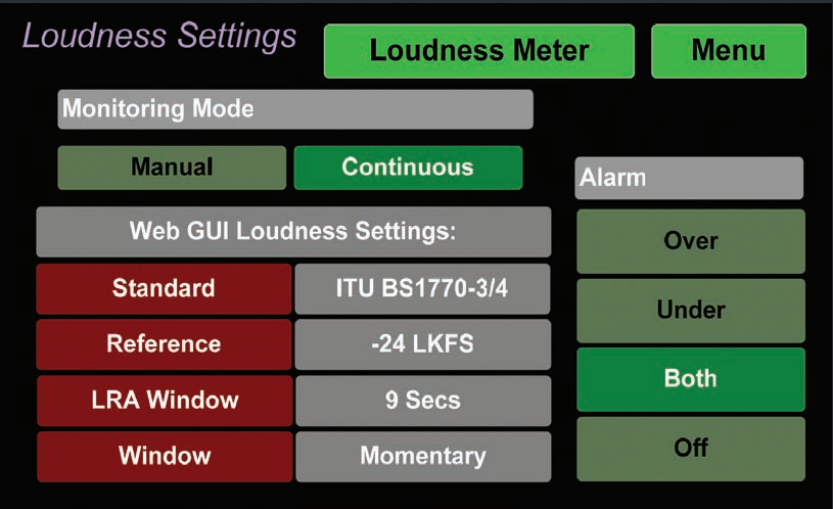 Loudness Settings
Loudness Meter
Menu
Monitoring Mode
Manual
Continuous
Web GUI Loudness Settings:
Standard
ITU BS1770-3/4
Reference
-24 LKFS
LRA Window
9 Secs
Window
Momentary
Alarm
Over
Under
Both
Off